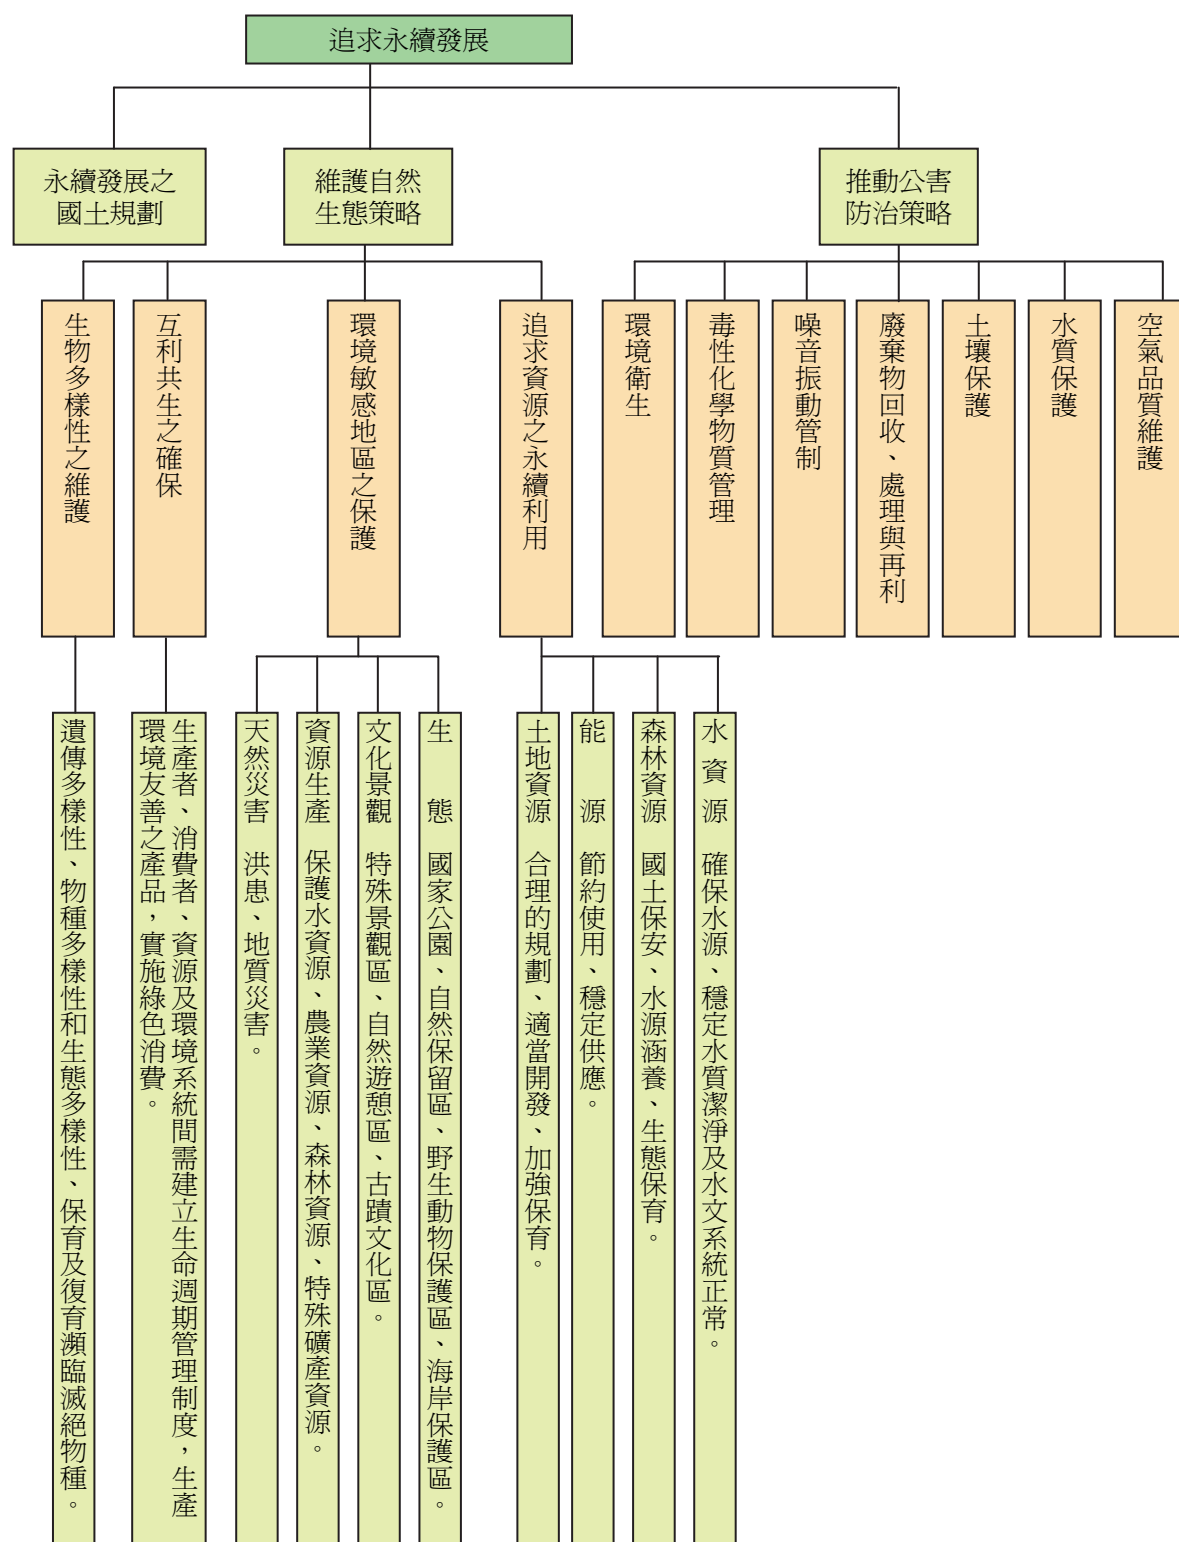 追求永續發展
永續發展之
國土規劃
維護自然
生態策略
推動公害
防治策略
生物多樣性之維護
互利共生之確保
環境敏感地區之保護
追求資源之永續利用
環境衛生
毒性化學物質管理
噪音振動管制
廢棄物回收、處理與再利
土壤保護
水質保護
空氣品質維護
遺傳多樣性、物種多樣性和生態多樣性、保育及復育瀕臨滅絕物種。
生產者、消費者、資源及環境系統間需建立生命週期管理制度，生產
環境友善之產品，實施綠色消費。
天然災害 洪患、地質災害。
資源生產 保護水資源、農業資源、森林資源、特殊礦產資源。
文化景觀 特殊景觀區、自然遊憩區、古蹟文化區。
生態 國家公園、自然保留區、野生動物保護區、海岸保護區。
土地資源 合理的規劃、適當開發、加強保育。
能源 節約使用、穩定供應。
森林資源 國土保安、水源涵養、生態保育。
水資源 確保水源、穩定水質潔淨及水文系統正常。